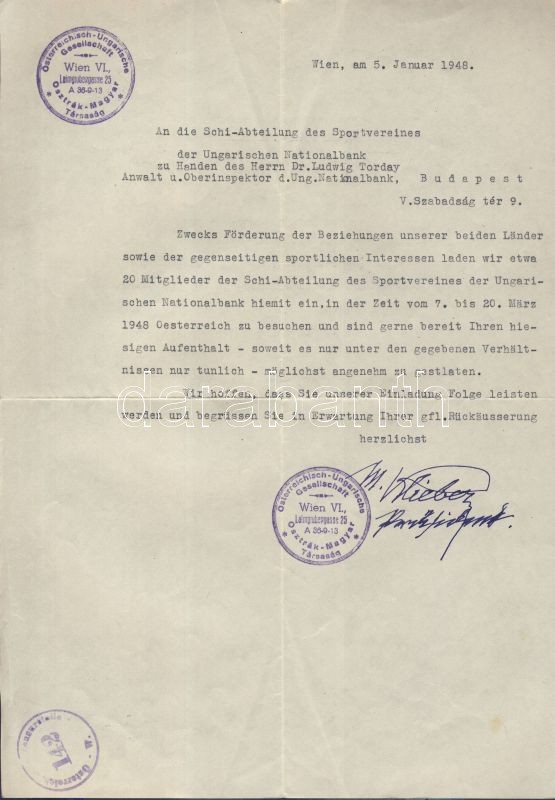 Österreichisch-Ungarische
Gesellschaft
Wien VI.,
Laimgrubengasse 25
A 36-9-13
Osztrák-Magyar
Társaság
Wien, am 5. Januar 1948.
An die Schi-Abteilung des Sportvereines
der Ungarischen Nationalbank
zu Handen des Herrn Dr.Ludwig Torday
Anwalt u.Oberinspektor d.Ung.Natinalbank, B u d a p e s t
V.Szabadság tér 9.
Zwecks Förderung der Beziehungen unserer beiden Länder
sowie der gegenseitigen sportlichen Interessen laden wir etwa
20 Mitglieder der Schi-Abteilung des Sportvereines der Ungari-
schen Nationalbank hiemit ein,in der Zeit vom 7. bis 20. März
1948 Oesterreich zu besuchen und sind gerne bereit Ihren hie-
sigen Aufenthalt - soweit es nur unter den gegebenen Verhält-
nissen nur tunlich - möglichst angenehm zu gestlaten.
Wir hoffen, dass Sie unserer Einladung Folge leisten
werden und begrüssen Sie in Erwartung Ihrer gfl.Rückäusserung
herzlichst
darabanth
M. Klieber
Präsident.
Österreichisch-Ungarische
Gesellschaft
Wien VI.,
Laimgrubengasse 25
A 36-9-13
Osztrák-Magyar
Társaság
142